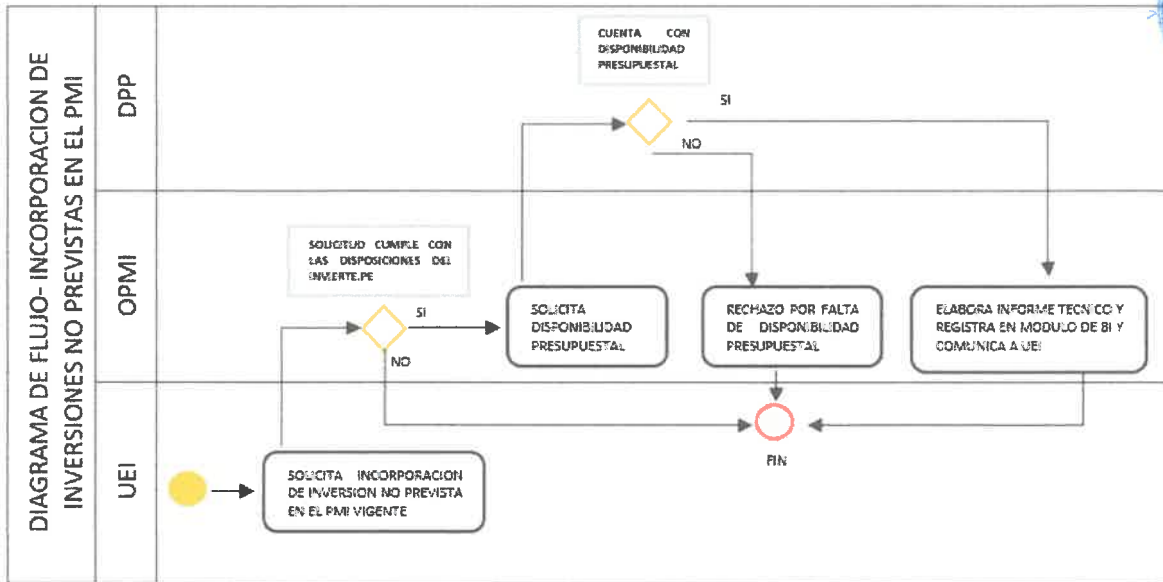 DIAGRAMA DE FLUJO- INCORPORACION DE
INVERSIONES NO PREVISTAS EN EL PMI
DPP
CUENTA CON
DISPONIBILIDAD
PRESUPUESTAL
SI
NO
OPMI
SOLICITUD CUMPLE CON
LAS DISPOSICIONES DEL
INVIERTE.PE
SI
NO
SOLICITA
DISPONIBILIDAD
PRESUPUESTAL
RECHAZO POR FALTA
DE DISPONIBILIDAD
PRESUPUESTAL
ELABORA INFORME TECNICO Y
REGISTRA EN MODULO DE BI Y
COMUNICA A UEI
UEI
SOLICITA INCORPORACION
DE INVERSION NO PREVISTA
EN EL PMI VIGENTE
FIN